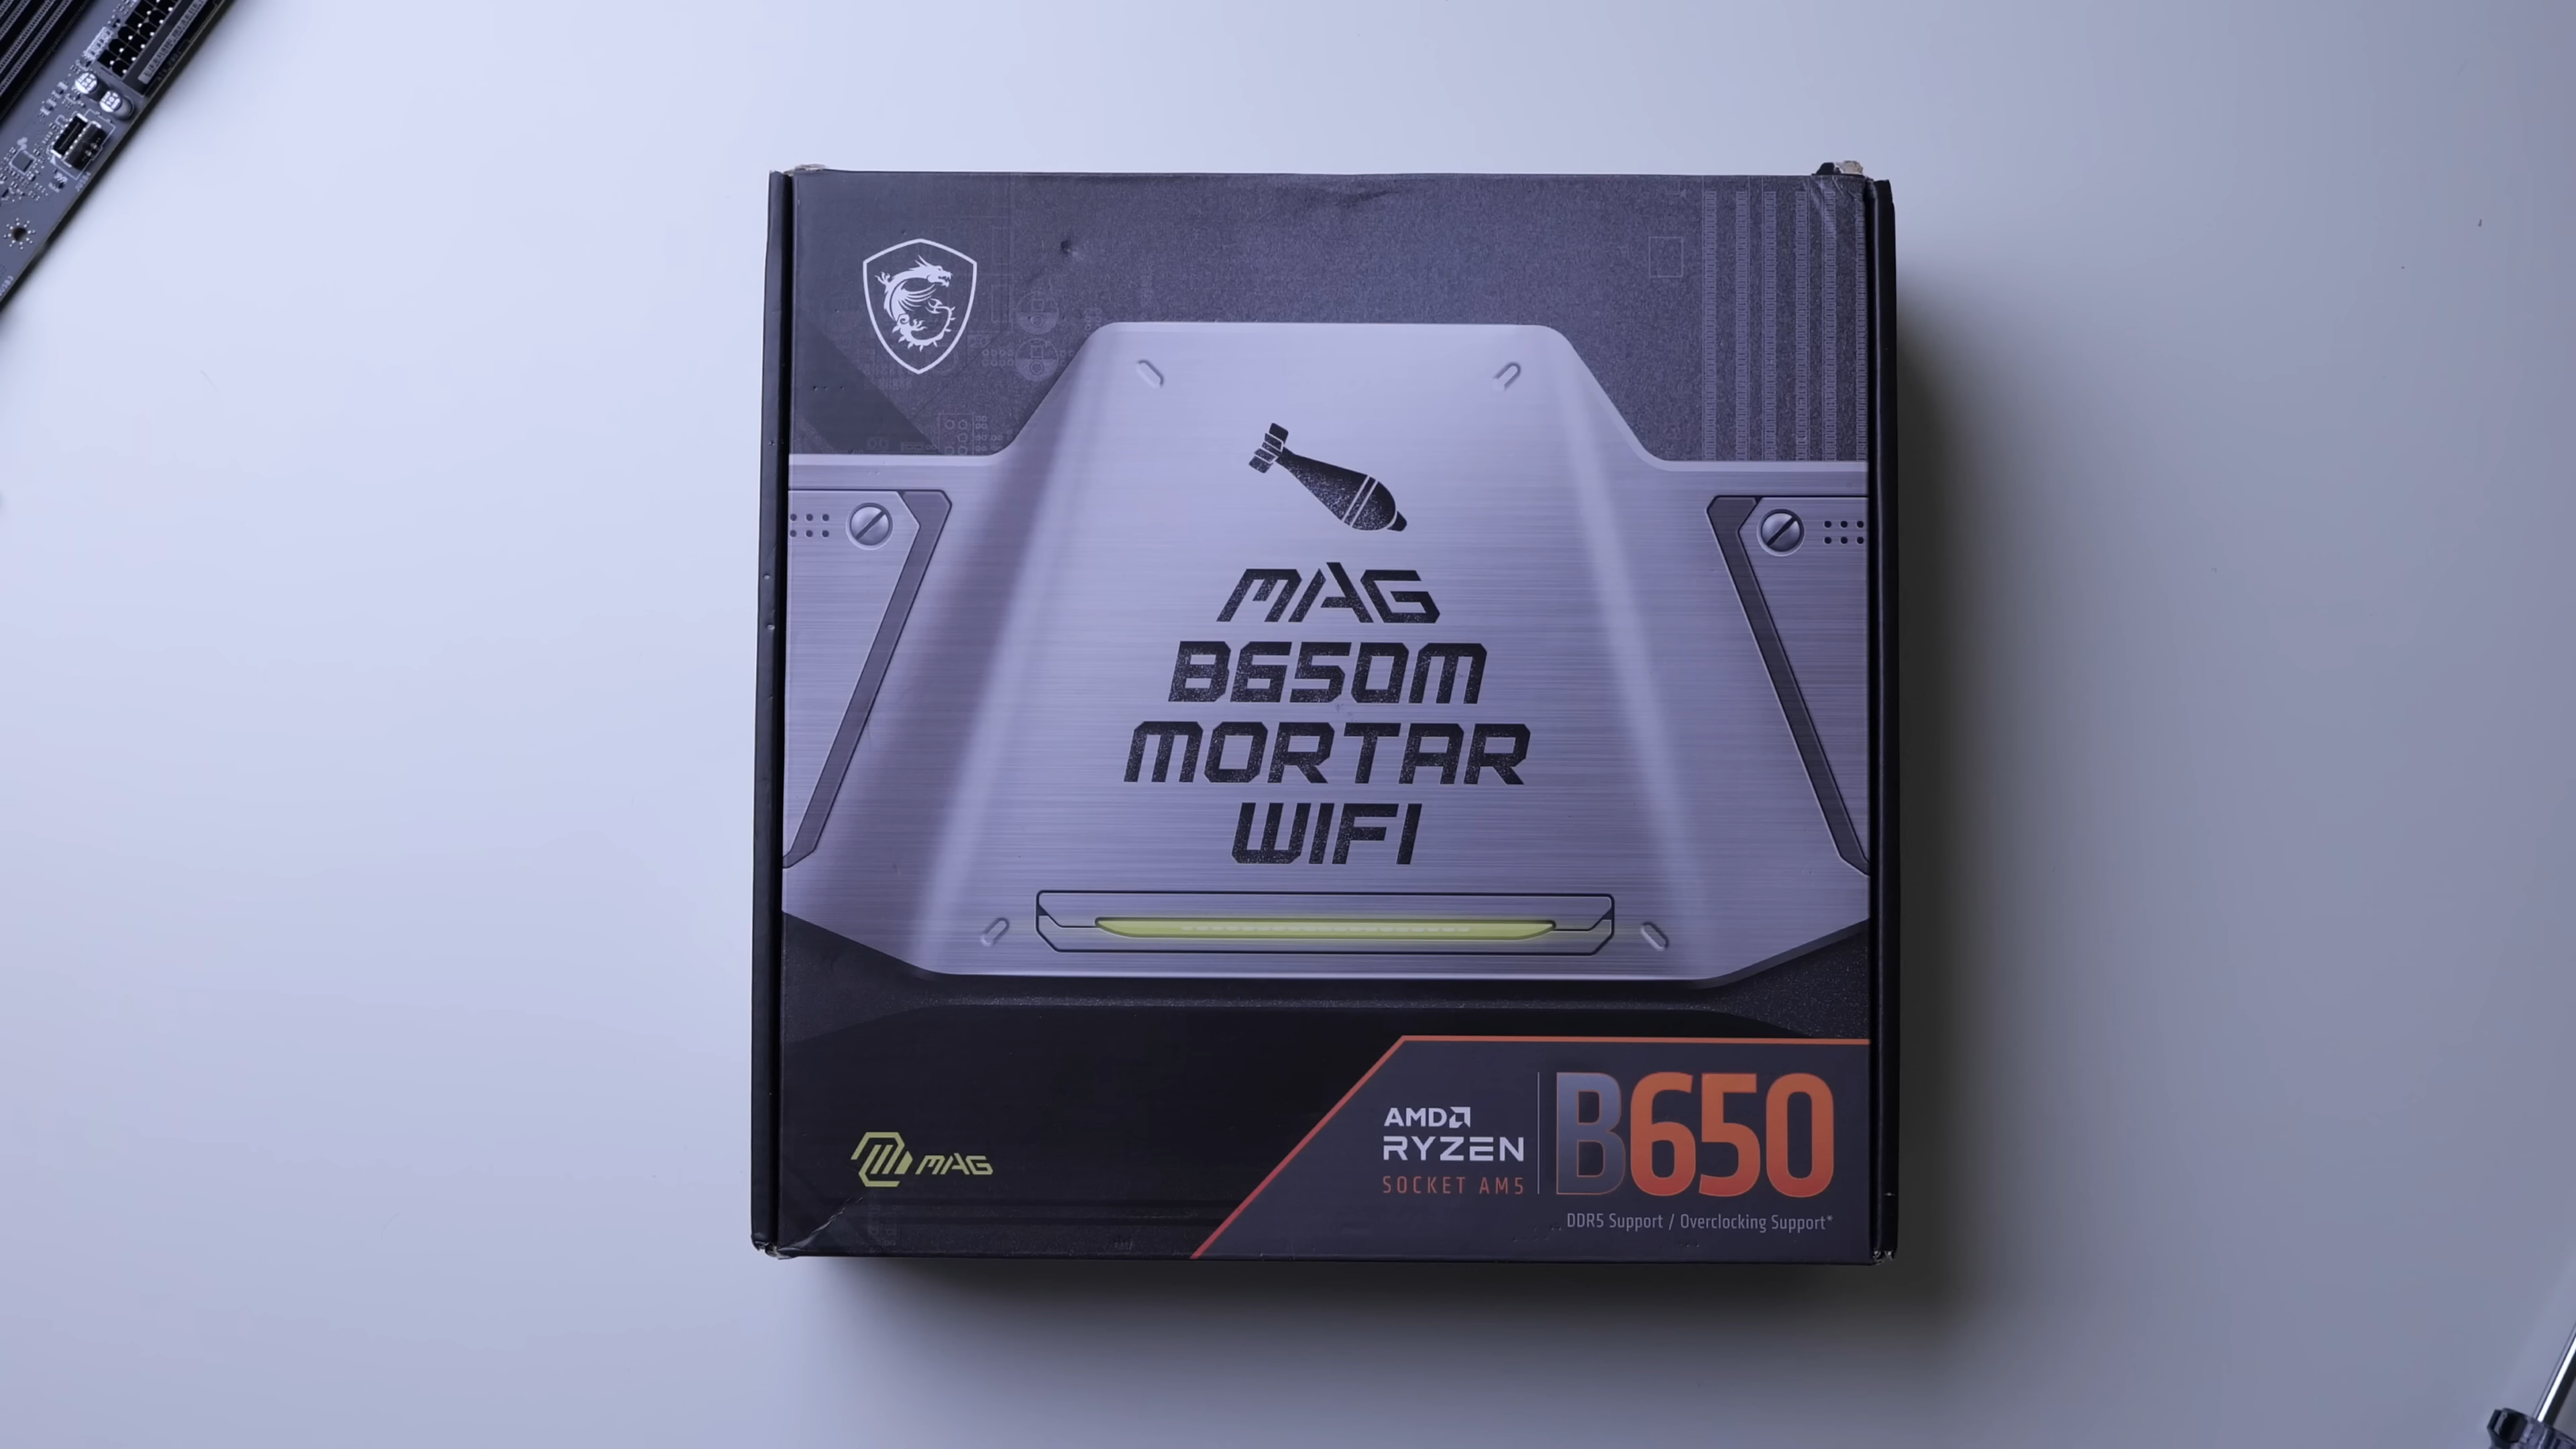 MAG
B650M
MORTAR
WIFI
MAG
AMD
RYZEN
SOCKET AM5
B650
DDR5 Support / Overclocking Support*